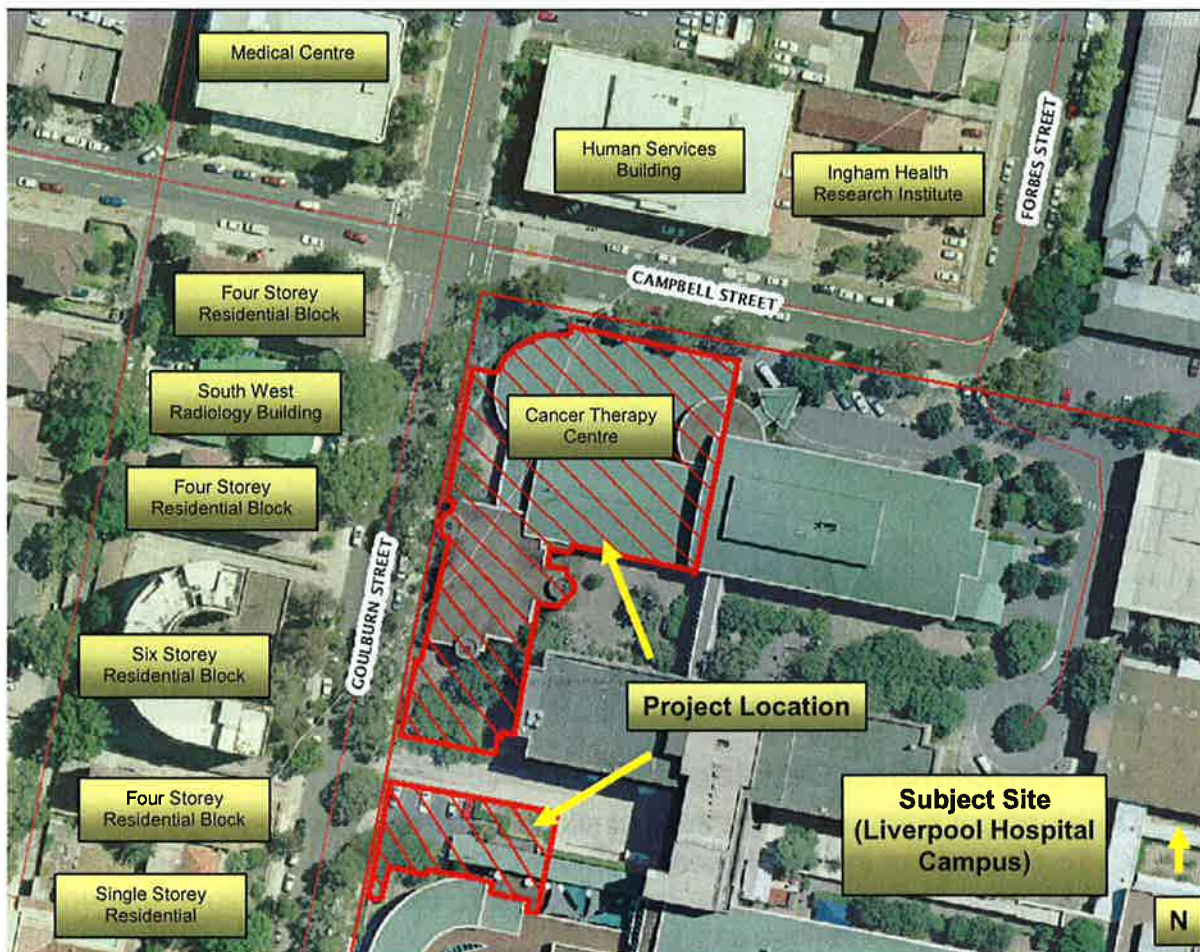 Medical Centre
Human Services
Building
Ingham Health
Research Institute
FORBES STREET
CAMPBELL STREET
Four Storey
Residential Block
South West
Radiology Building
Cancer Therapy
Centre
Four Storey
Residential Block
GOULBURN STREET
Six Storey
Residential Block
Project Location
Four Storey
Residential Block
Subject Site
(Liverpool Hospital
Campus)
Single Storey
Residential
N